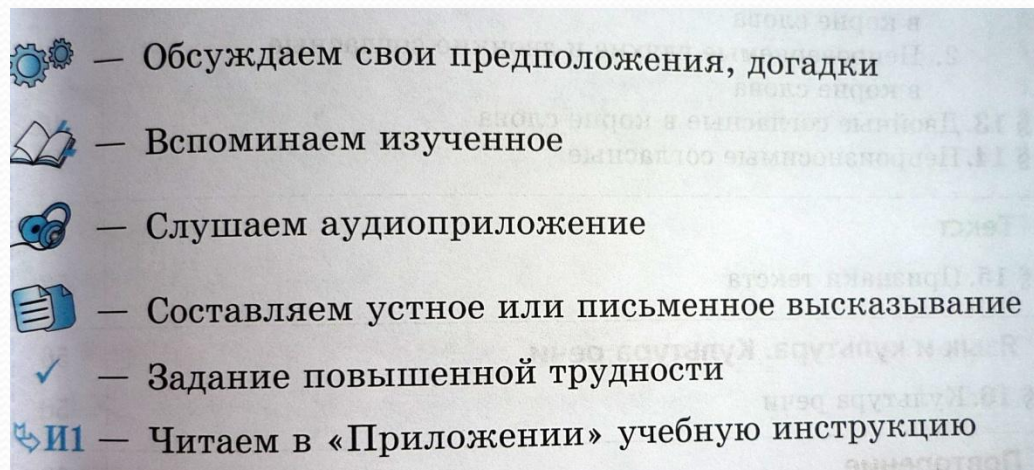 — Обсуждаем свои предположения, догадки
— Вспоминаем изученное
— Слушаем аудиоприложение
— Составляем устное или письменное высказывание
✓ — Задание повышенной трудности
И1 — Читаем в «Приложении» учебную инструкцию